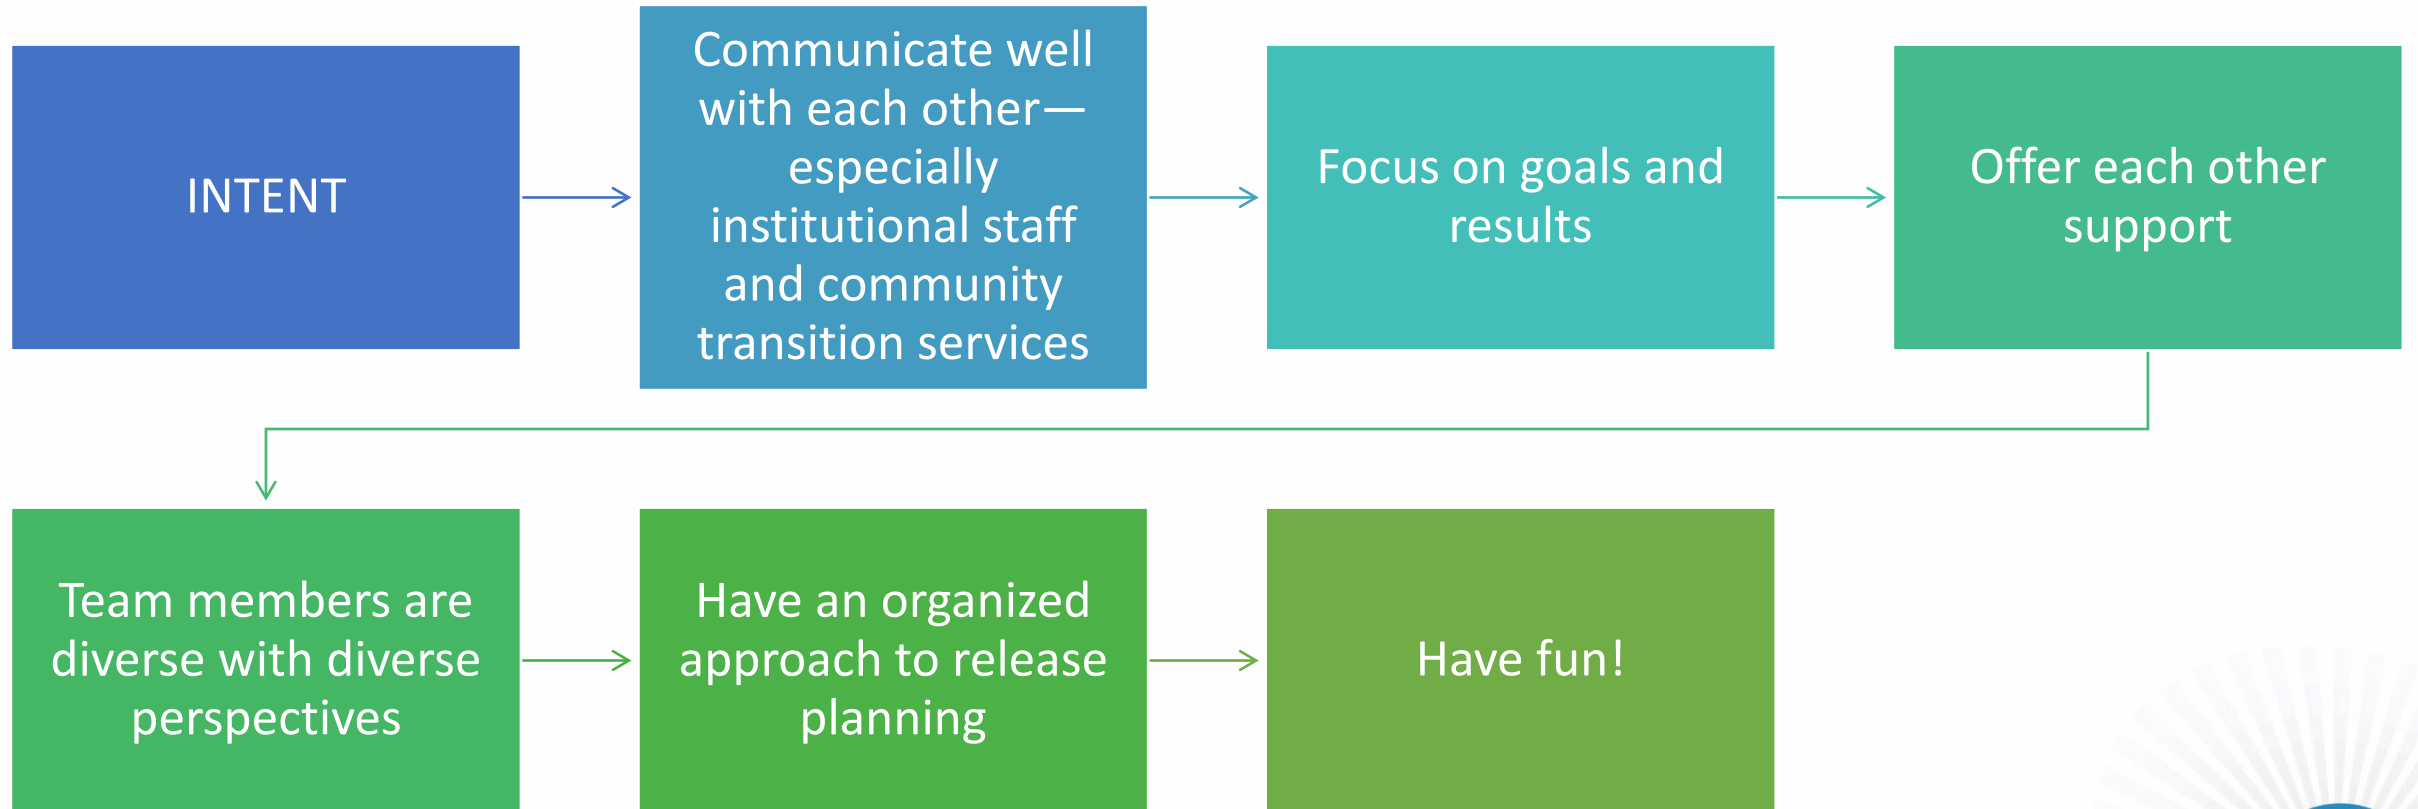 INTENT
Communicate well
with each other—
especially
institutional staff
and community
transition services
Focus on goals and
results
Offer each other
support
Team members are
diverse with diverse
perspectives
Have an organized
approach to release
planning
Have fun!